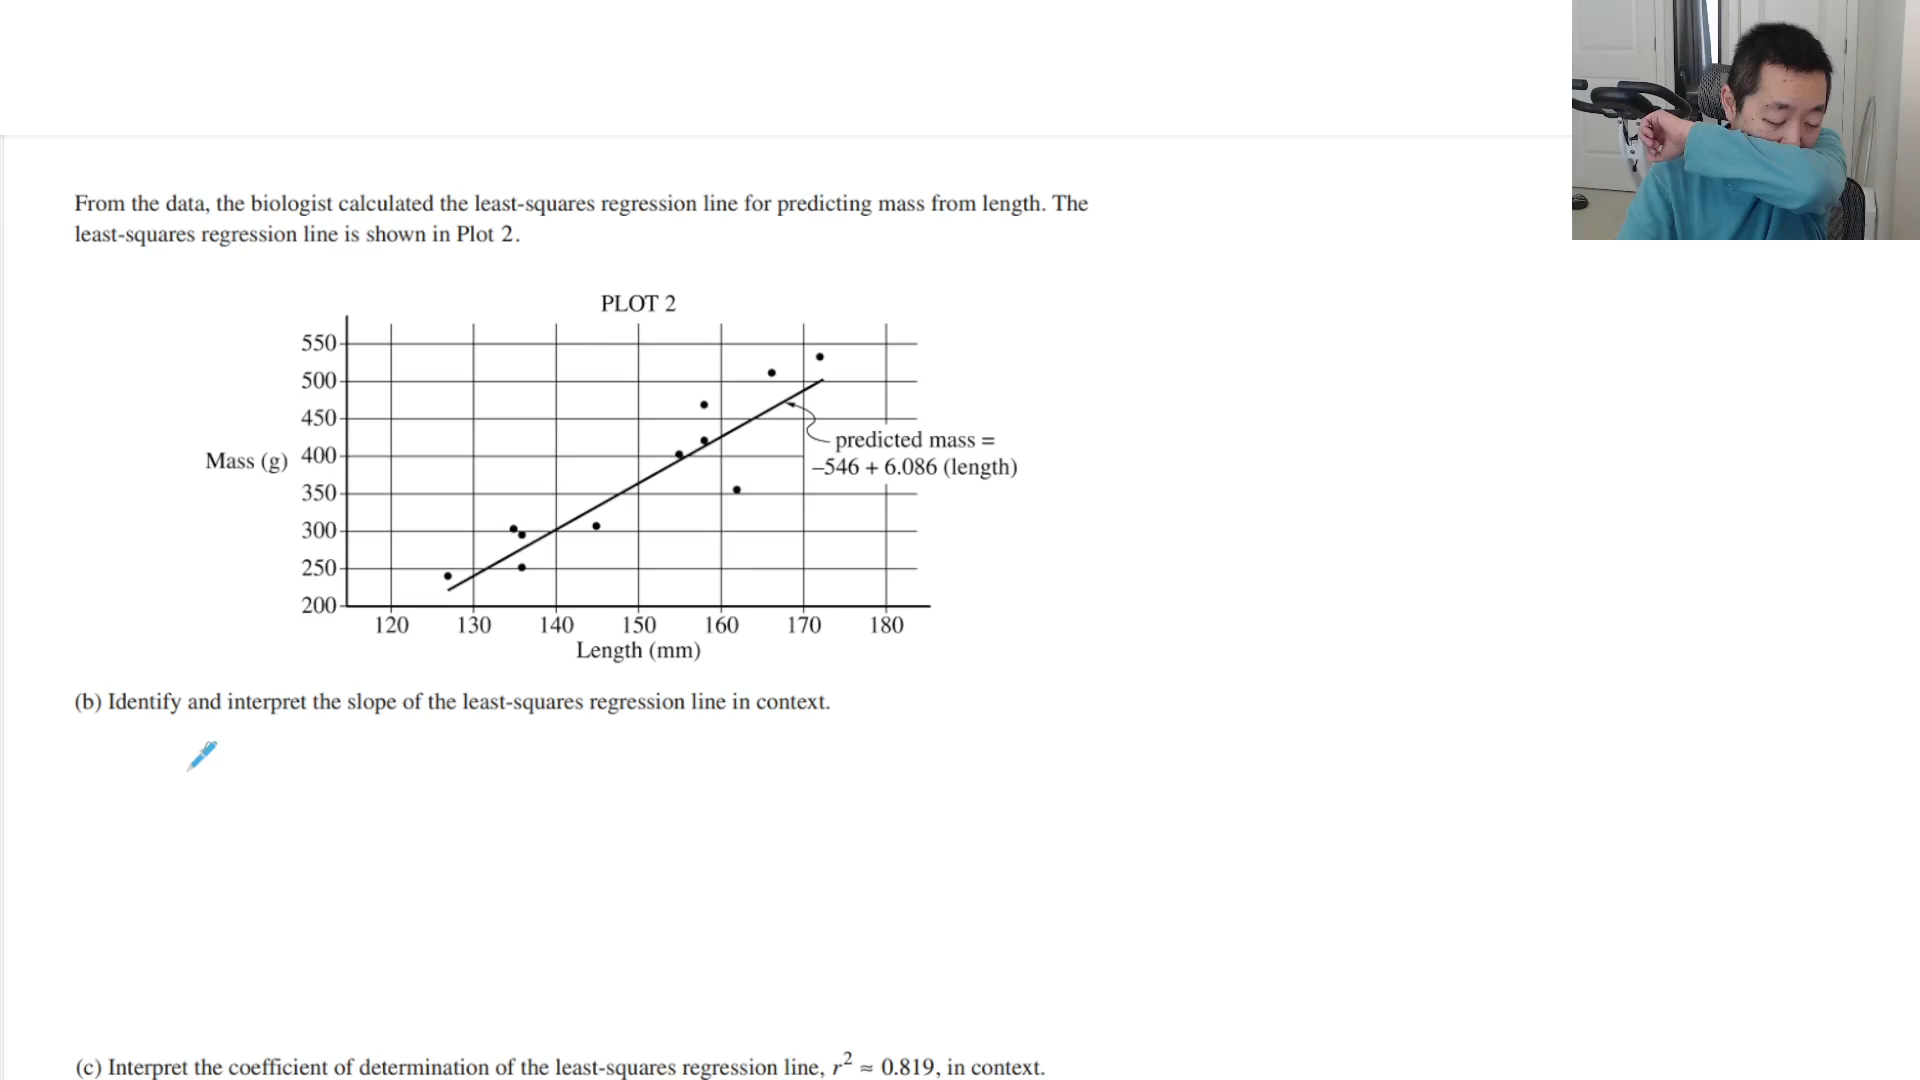 From the data, the biologist calculated the least-squares regression line for predicting mass from length. The
least-squares regression line is shown in Plot 2.
PLOT 2
550
500
450
400
350
300
250
200
Mass (g)
predicted mass =
–546 + 6.086 (length)
120 130 140 150 160 170 180
Length (mm)
(b) Identify and interpret the slope of the least-squares regression line in context.
(c) Interpret the coefficient of determination of the least-squares regression line, r² ≈ 0.819, in context.